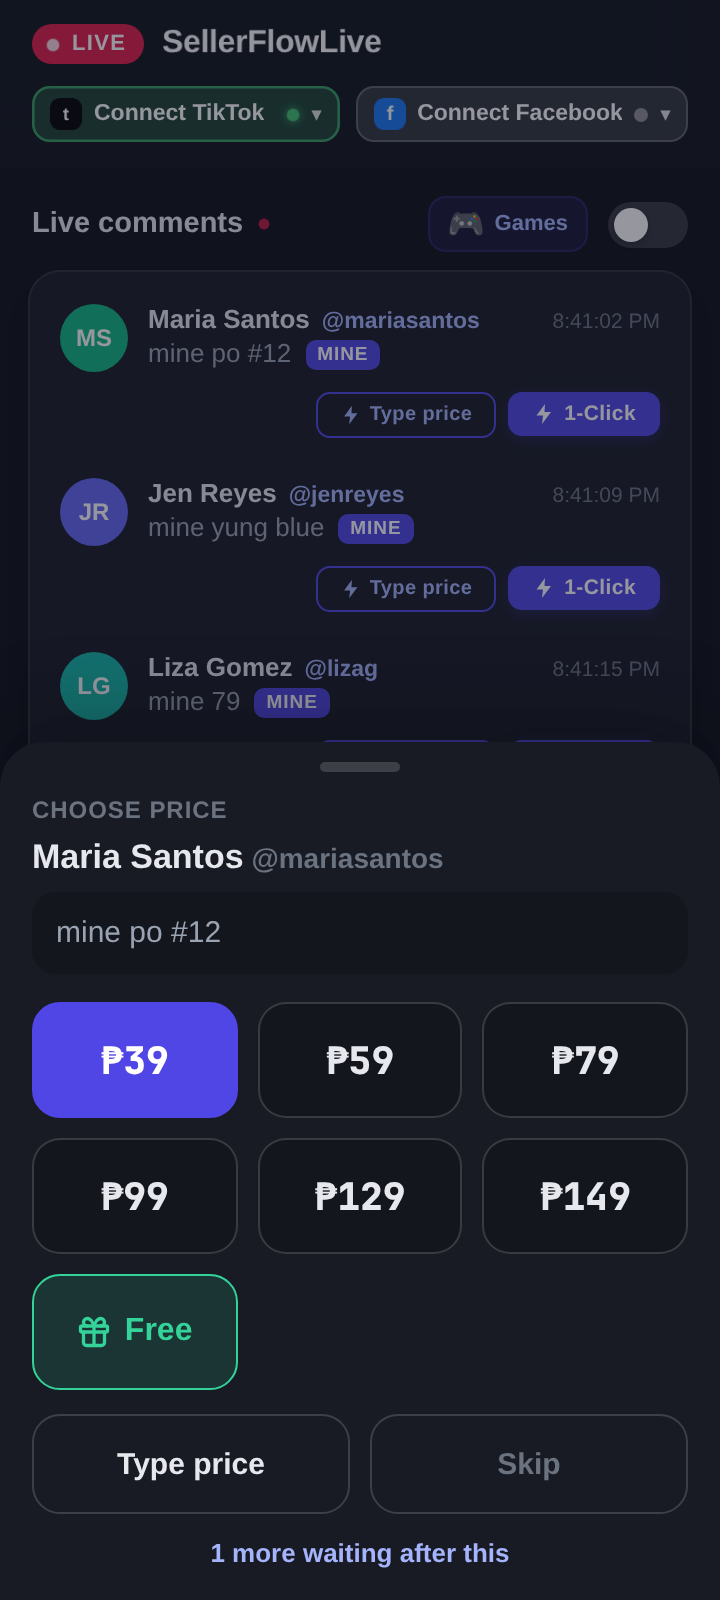 LIVE SellerFlowLive
t Connect TikTok ▾ f Connect Facebook ▾
Live comments 🎮 Games
MS Maria Santos @mariasantos 8:41:02 PM
mine po #12 MINE
Type price 1-Click
JR Jen Reyes @jenreyes 8:41:09 PM
mine yung blue MINE
Type price 1-Click
LG Liza Gomez @lizag 8:41:15 PM
mine 79 MINE
CHOOSE PRICE
Maria Santos @mariasantos
mine po #12
₱39 ₱59 ₱79
₱99 ₱129 ₱149
Free
Type price Skip
1 more waiting after this